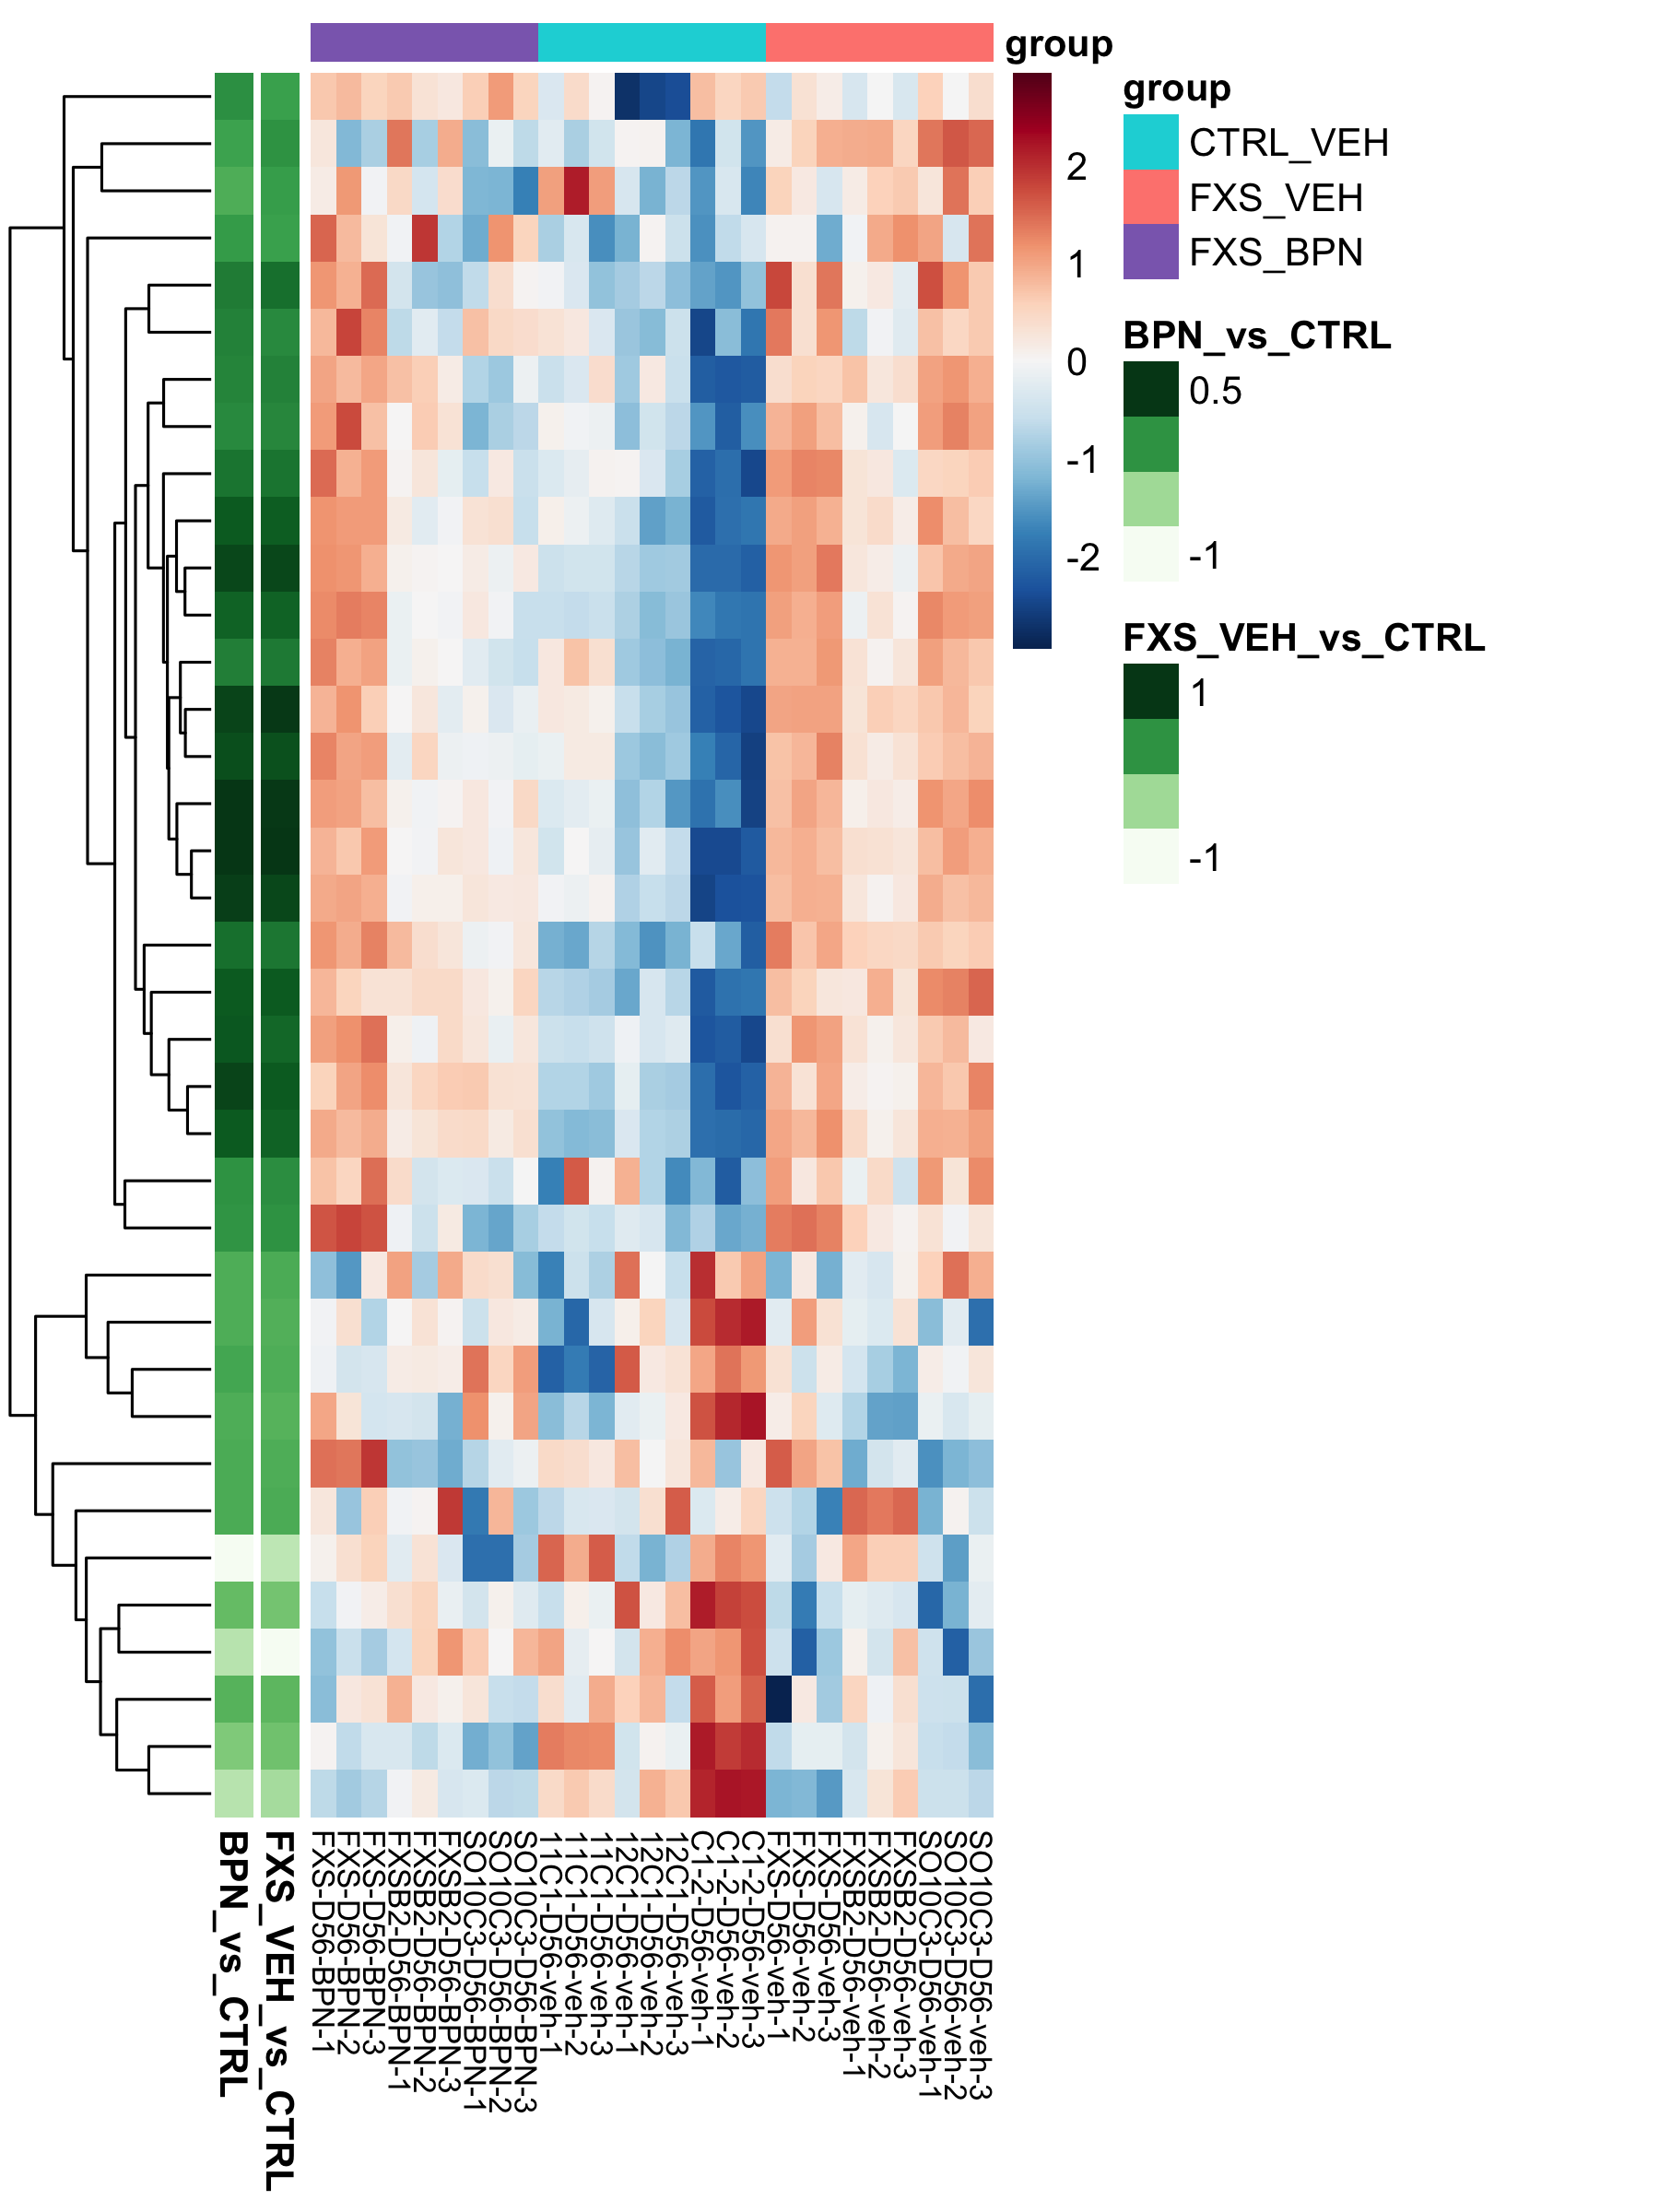 group
2
1
0
-1
-2
group
CTRL_VEH
FXS_VEH
FXS_BPN
BPN_vs_CTRL
0.5
-1
FXS_VEH_vs_CTRL
1
-1
BPN_vs_CTRL
FXS_VEH_vs_CTRL
FXS-D56-BPN-1
FXS-D56-BPN-2
FXS-D56-BPN-3
FXSB2-D56-BPN-1
FXSB2-D56-BPN-2
FXSB2-D56-BPN-3
SO10C3-D56-BPN-1
SO10C3-D56-BPN-2
SO10C3-D56-BPN-3
11C1-D56-veh-1
11C1-D56-veh-2
11C1-D56-veh-3
12C1-D56-veh-1
12C1-D56-veh-2
12C1-D56-veh-3
C1-2-D56-veh-1
C1-2-D56-veh-2
C1-2-D56-veh-3
FXS-D56-veh-1
FXS-D56-veh-2
FXS-D56-veh-3
FXSB2-D56-veh-1
FXSB2-D56-veh-2
FXSB2-D56-veh-3
SO10C3-D56-veh-1
SO10C3-D56-veh-2
SO10C3-D56-veh-3